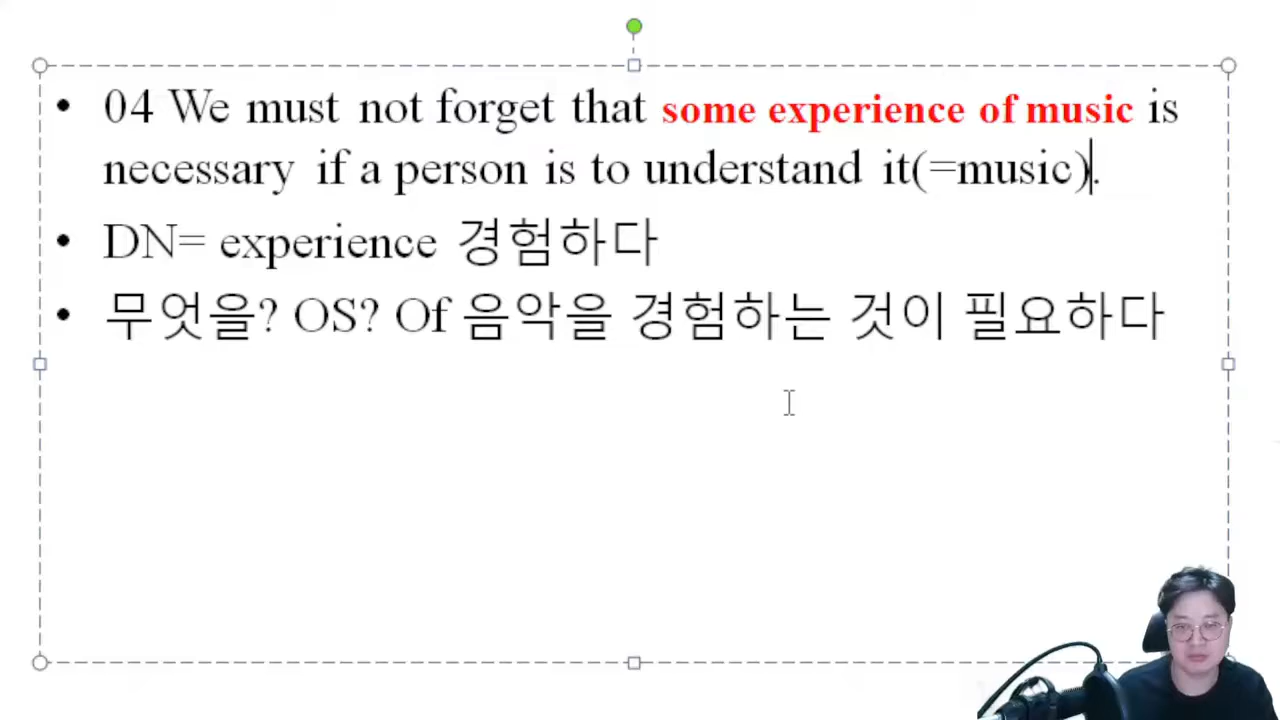 • 04 We must not forget that some experience of music is
necessary if a person is to understand it(=music).
• DN= experience 경험하다
• 무엇을? OS? Of 음악을 경험하는 것이 필요하다